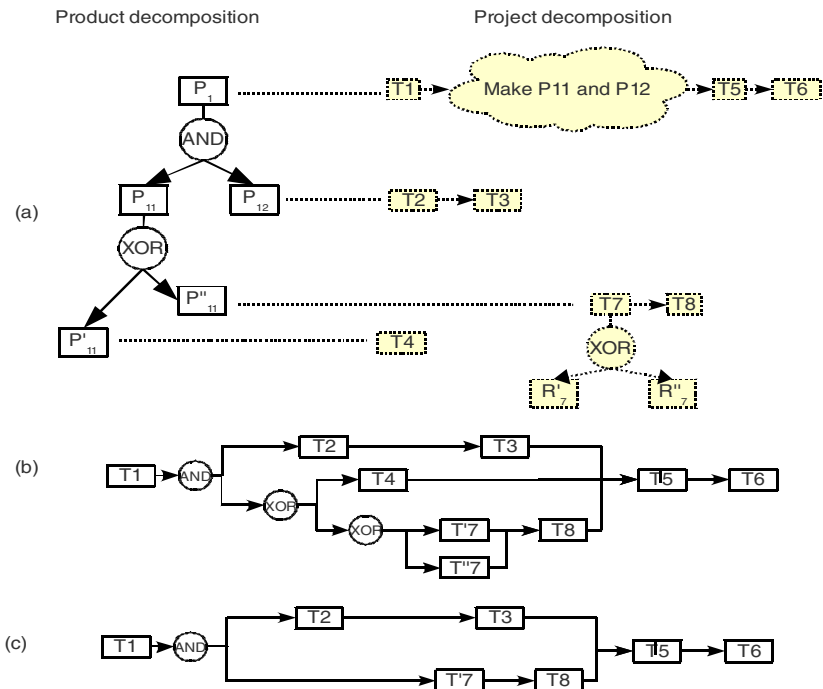 Product decomposition Project decomposition
P1 T1 Make P11 and P12 T5 T6
AND
(a) P11 P12 T2 T3
XOR
P"11 T7 T8
P'11 T4 XOR
R'7 R"7
T2 T3
(b) T1 AND
XOR T4 T5 T6
XOR T'7 T8
T"7
T2 T3
(c) T1 AND T5 T6
T'7 T8